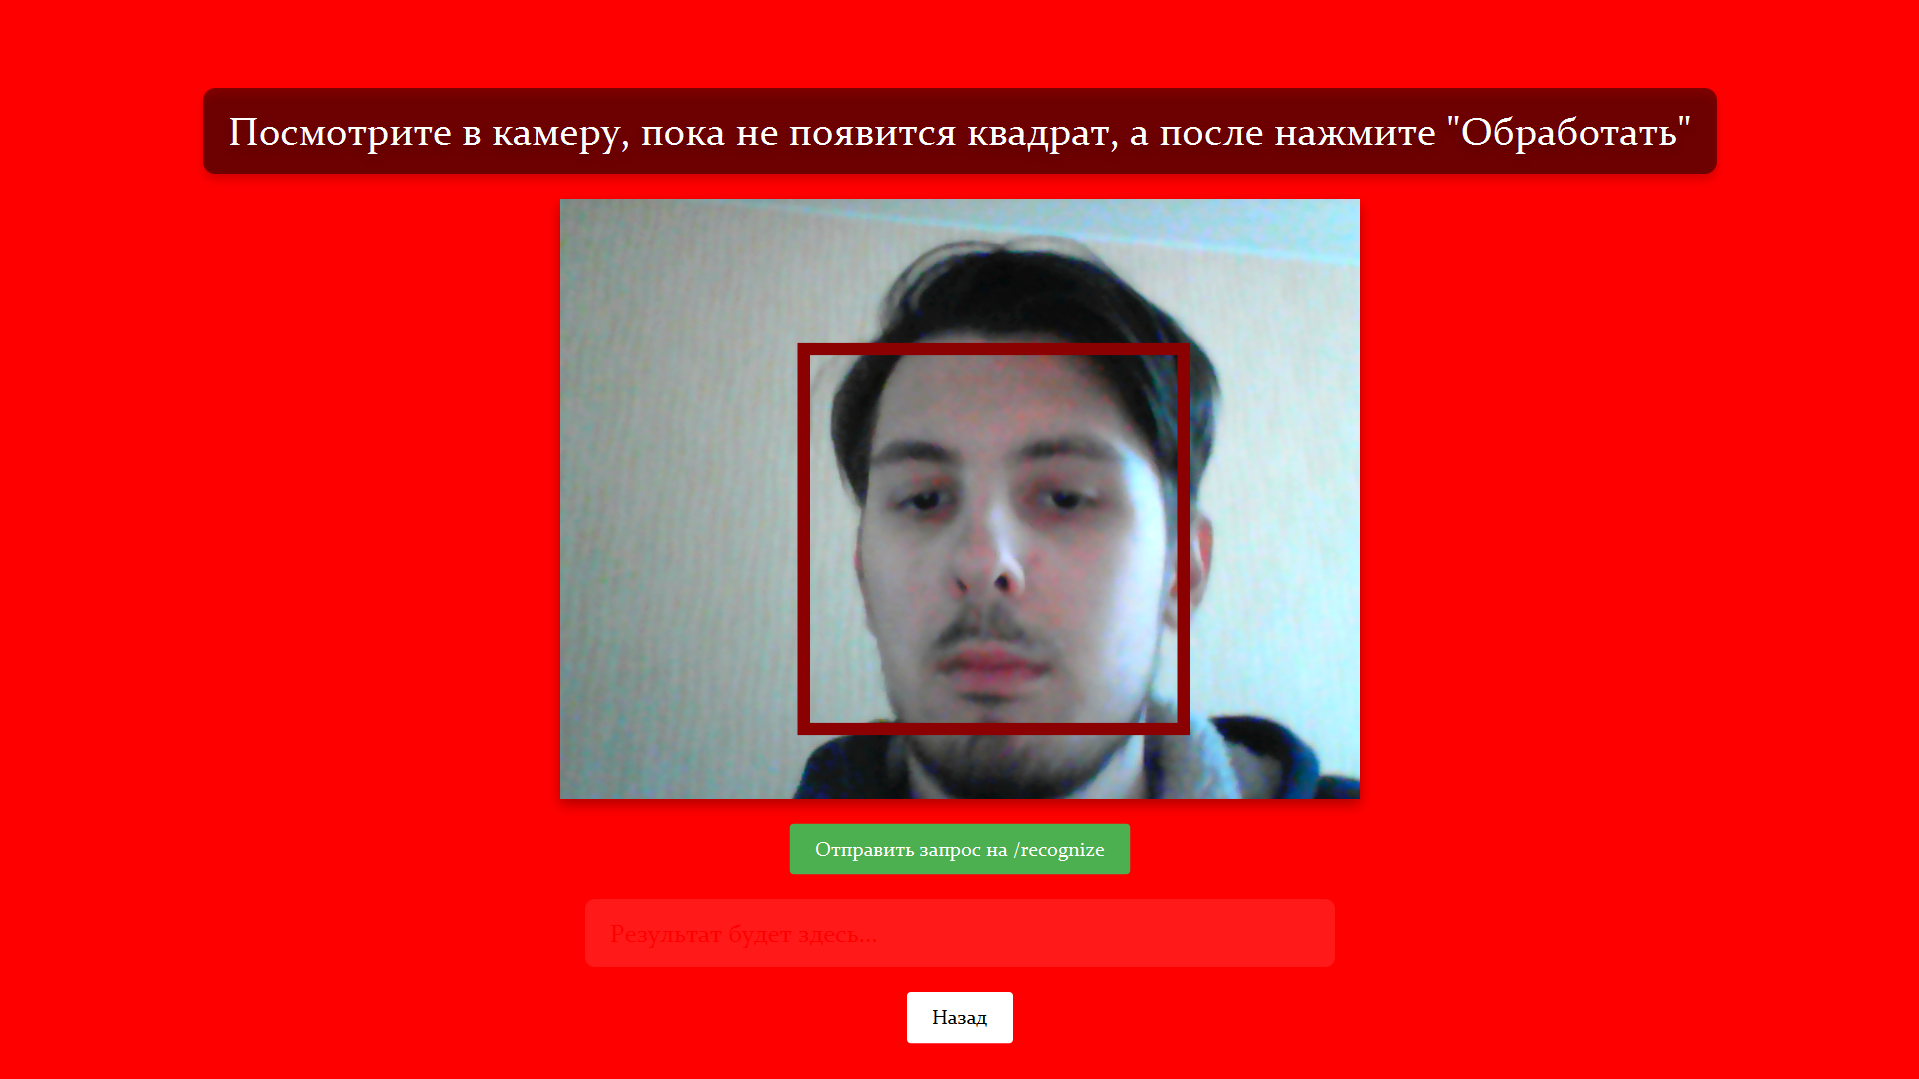 Посмотрите в камеру, пока не появится квадрат, а после нажмите "Обработать"
Отправить запрос на /recognize
Результат будет здесь...
Назад